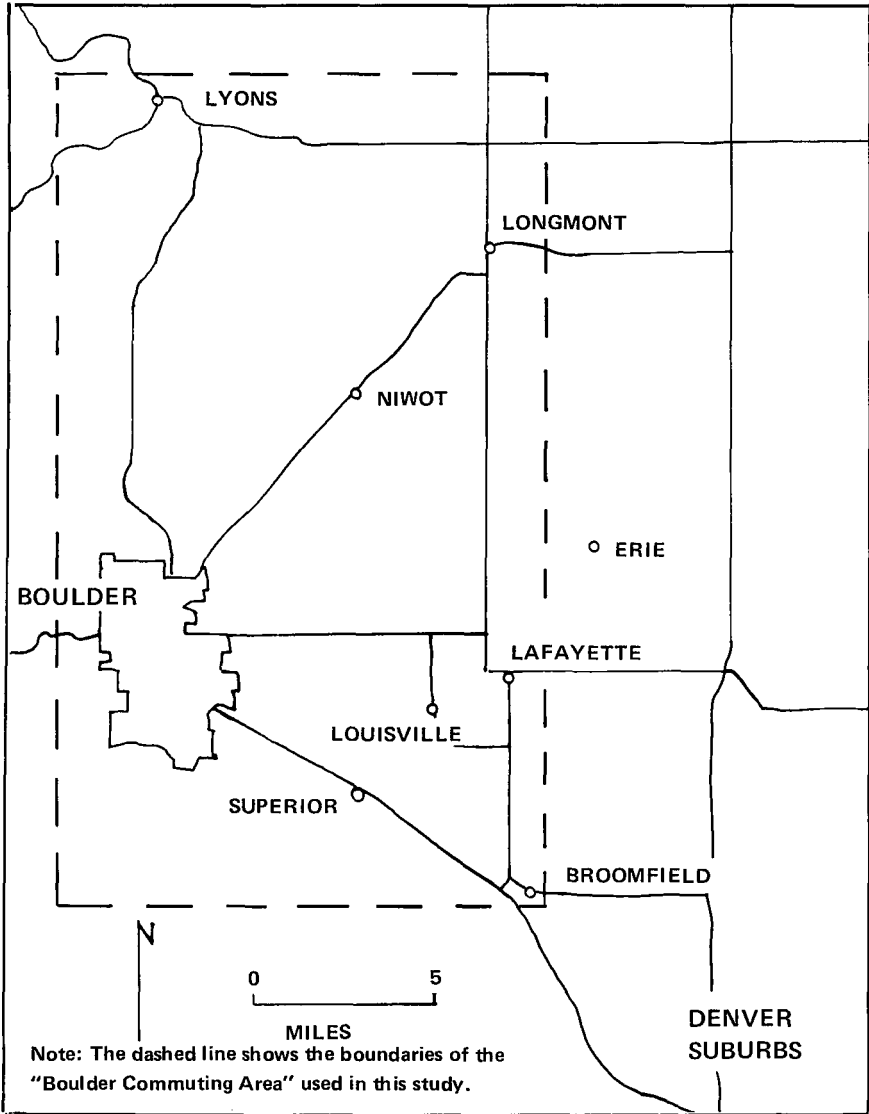 LYONS
LONGMONT
NIWOT
ERIE
BOULDER
LAFAYETTE
LOUISVILLE
SUPERIOR
BROOMFIELD
N
0 5
MILES
DENVER
SUBURBS
Note: The dashed line shows the boundaries of the
“Boulder Commuting Area” used in this study.